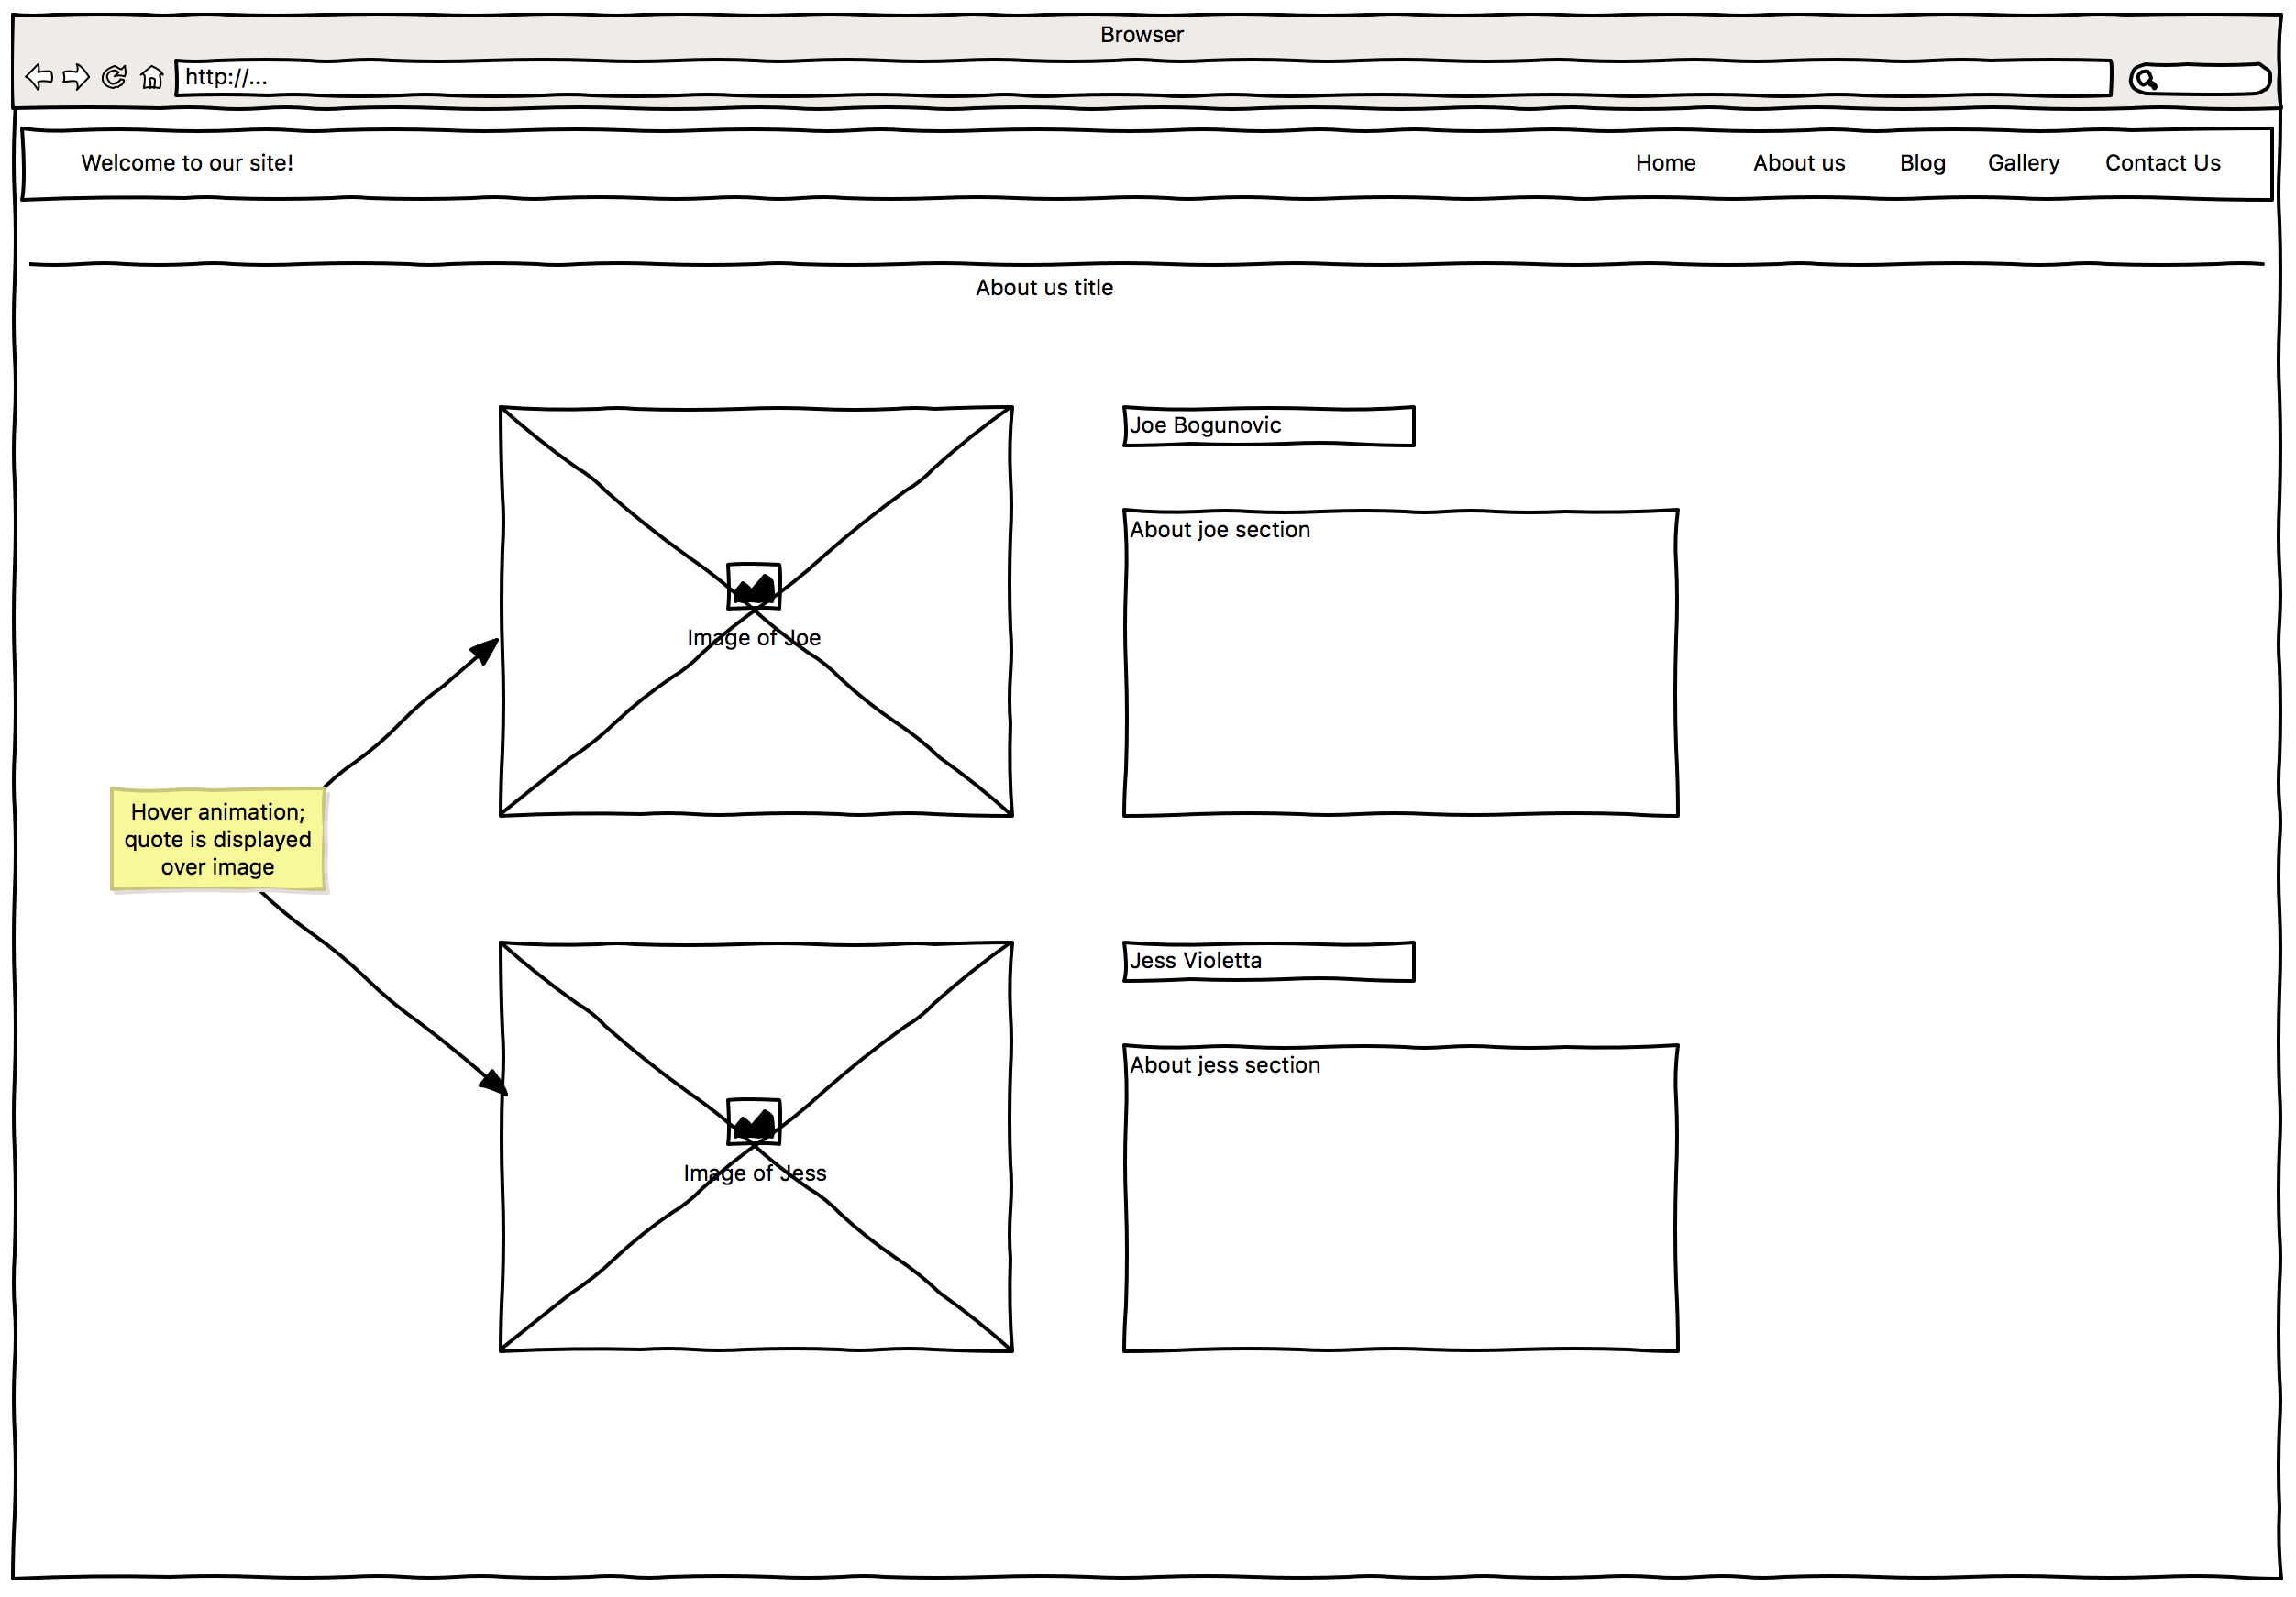 Browser
http://...
Welcome to our site! Home About us Blog Gallery Contact Us
About us title
Joe Bogunovic
About joe section
Image of Joe
Hover animation;
quote is displayed
over image
Jess Violetta
About jess section
Image of Jess